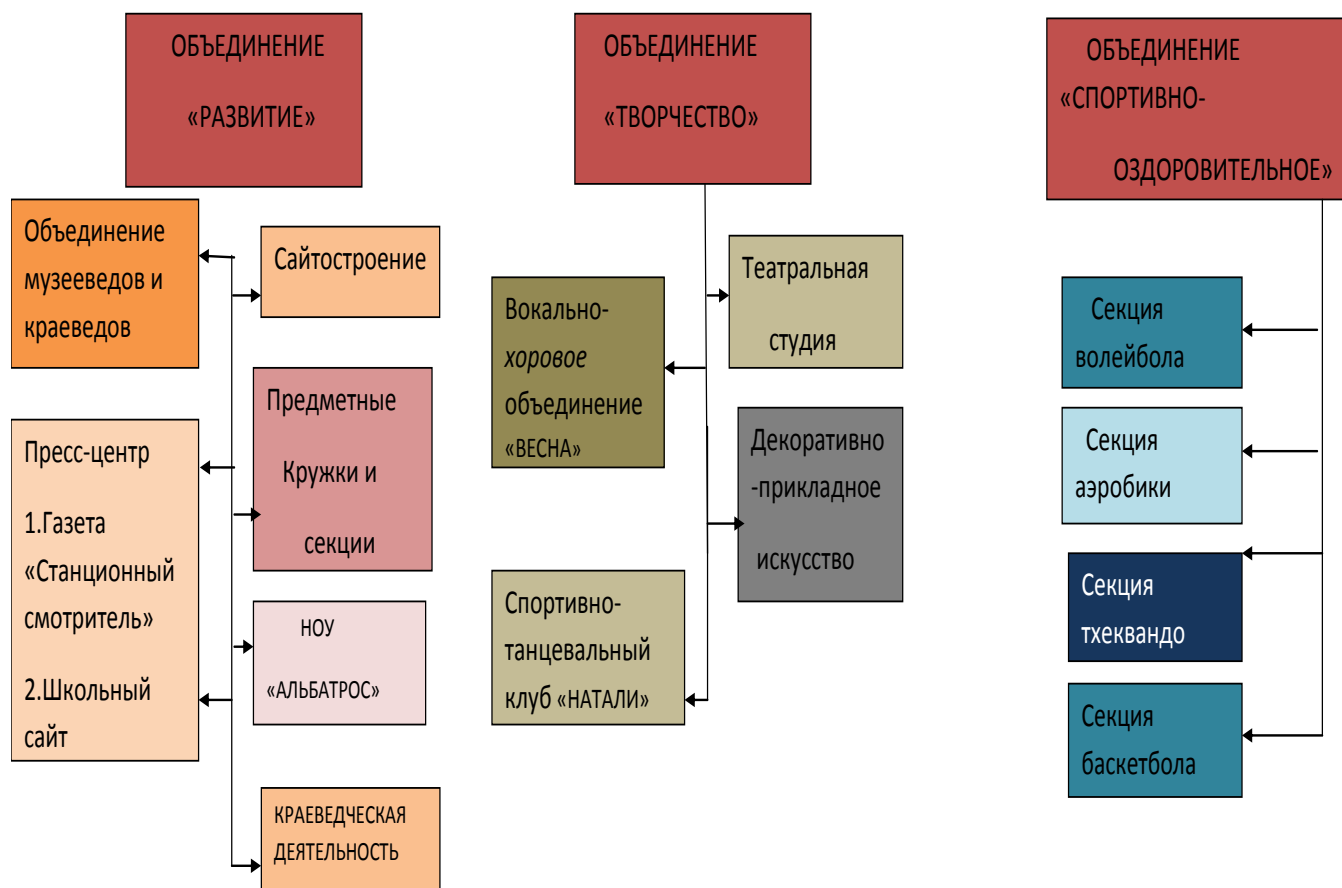 ОБЪЕДИНЕНИЕ
«РАЗВИТИЕ»
ОБЪЕДИНЕНИЕ
«ТВОРЧЕСТВО»
ОБЪЕДИНЕНИЕ
«СПОРТИВНО-
ОЗДОРОВИТЕЛЬНОЕ»
Объединение
музееведов и
краеведов
Сайтостроение
Предметные
Кружки и
секции
Пресс-центр
1.Газета
«Станционный
смотритель»
2.Школьный
сайт
НОУ
«АЛЬБАТРОС»
КРАЕВЕДЧЕСКАЯ
ДЕЯТЕЛЬНОСТЬ
Театральная
студия
Вокально-
хоровое
объединение
«ВЕСНА»
Декоративно
-прикладное
искусство
Спортивно-
танцевальный
клуб «НАТАЛИ»
Секция
волейбола
Секция
аэробики
Секция
тхеквандо
Секция
баскетбола